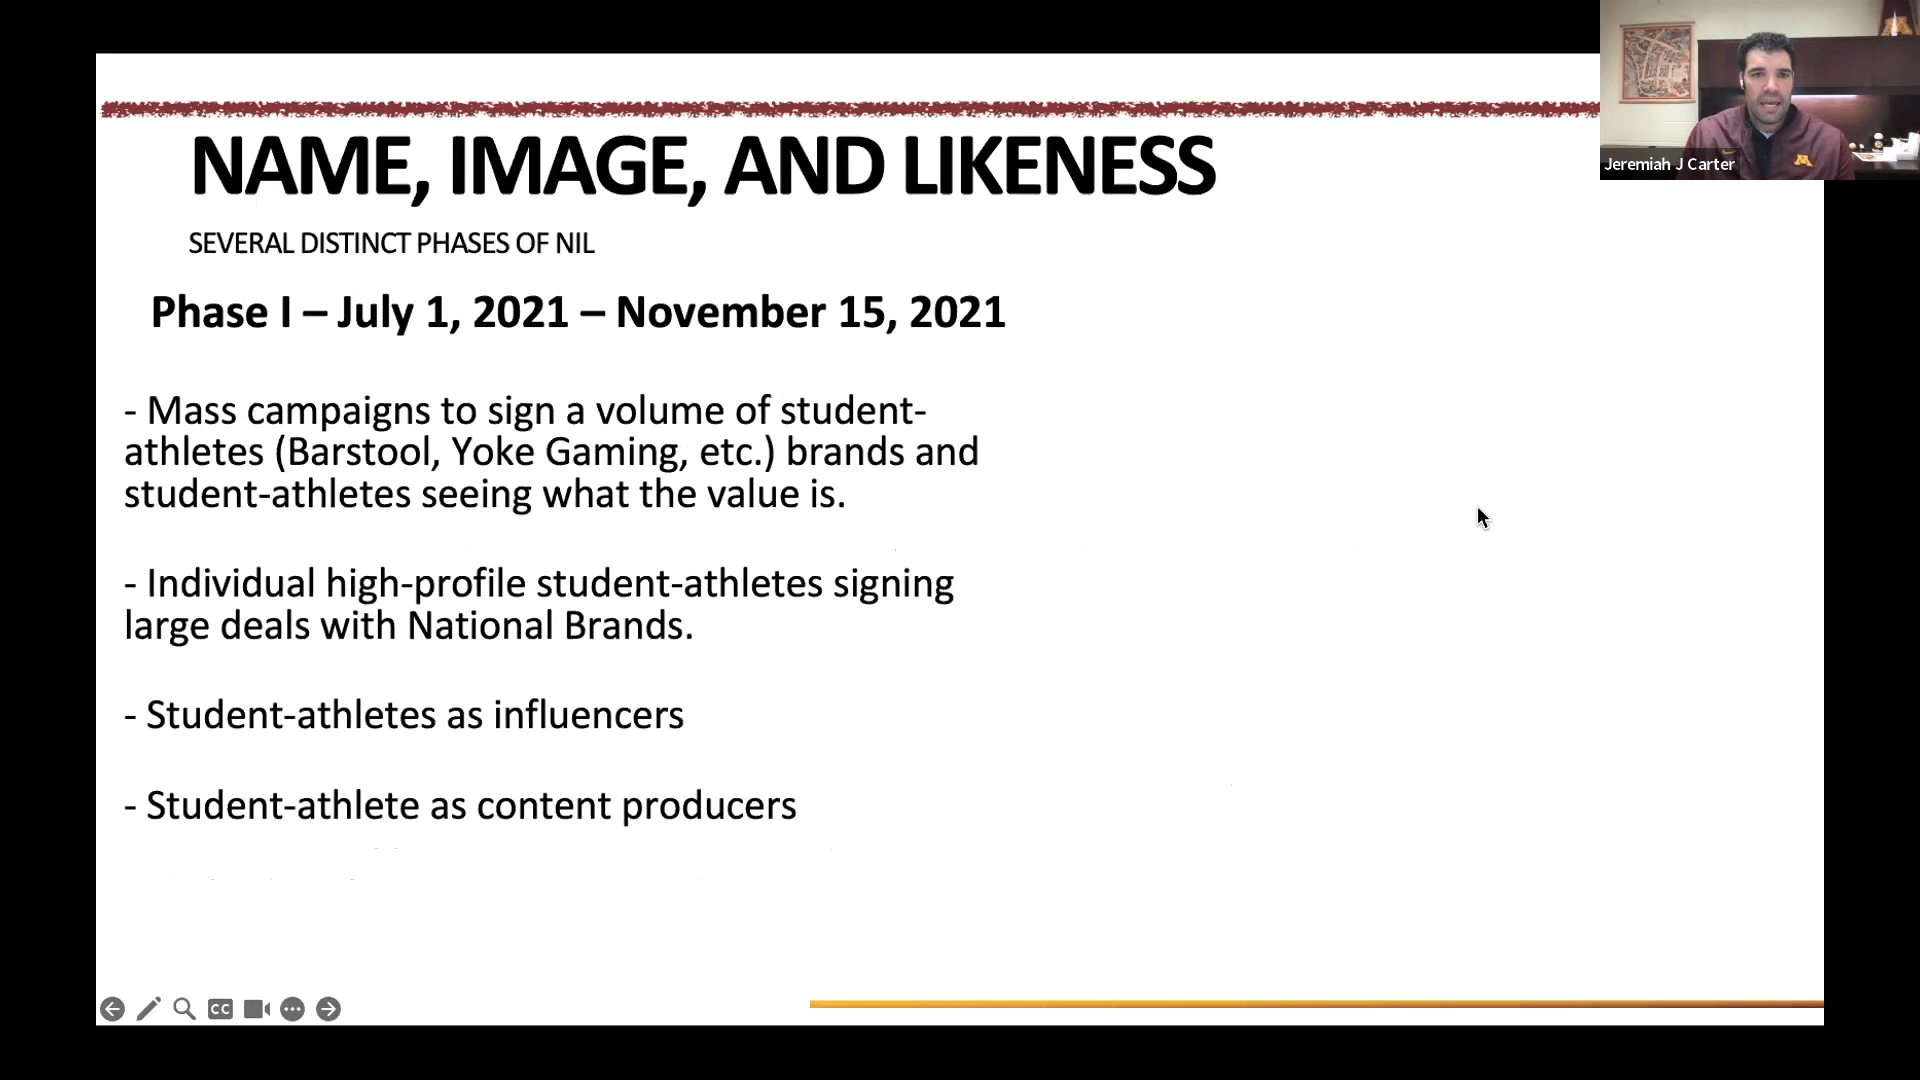 NAME, IMAGE, AND LIKENESS
SEVERAL DISTINCT PHASES OF NIL
Phase I – July 1, 2021 – November 15, 2021
- Mass campaigns to sign a volume of student-
athletes (Barstool, Yoke Gaming, etc.) brands and
student-athletes seeing what the value is.
- Individual high-profile student-athletes signing
large deals with National Brands.
- Student-athletes as influencers
- Student-athlete as content producers
Jeremiah J Carter
M
CC